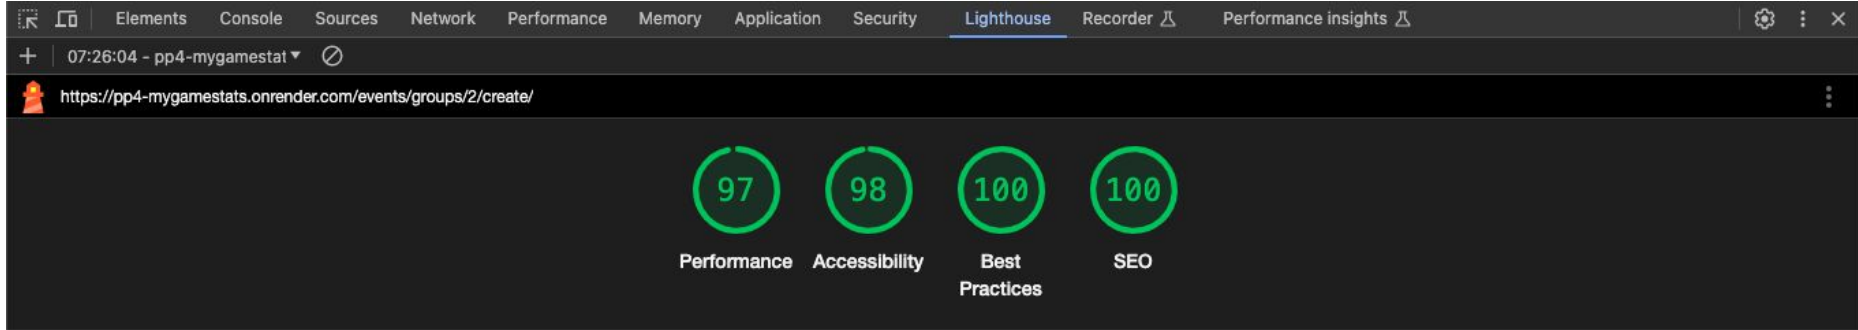 Elements Console Sources Network Performance Memory Application Security Lighthouse Recorder Performance insights
07:26:04 - pp4-mygamestat
https://pp4-mygamestats.onrender.com/events/groups/2/create/
97 98 100 100
Performance Accessibility Best SEO
Practices